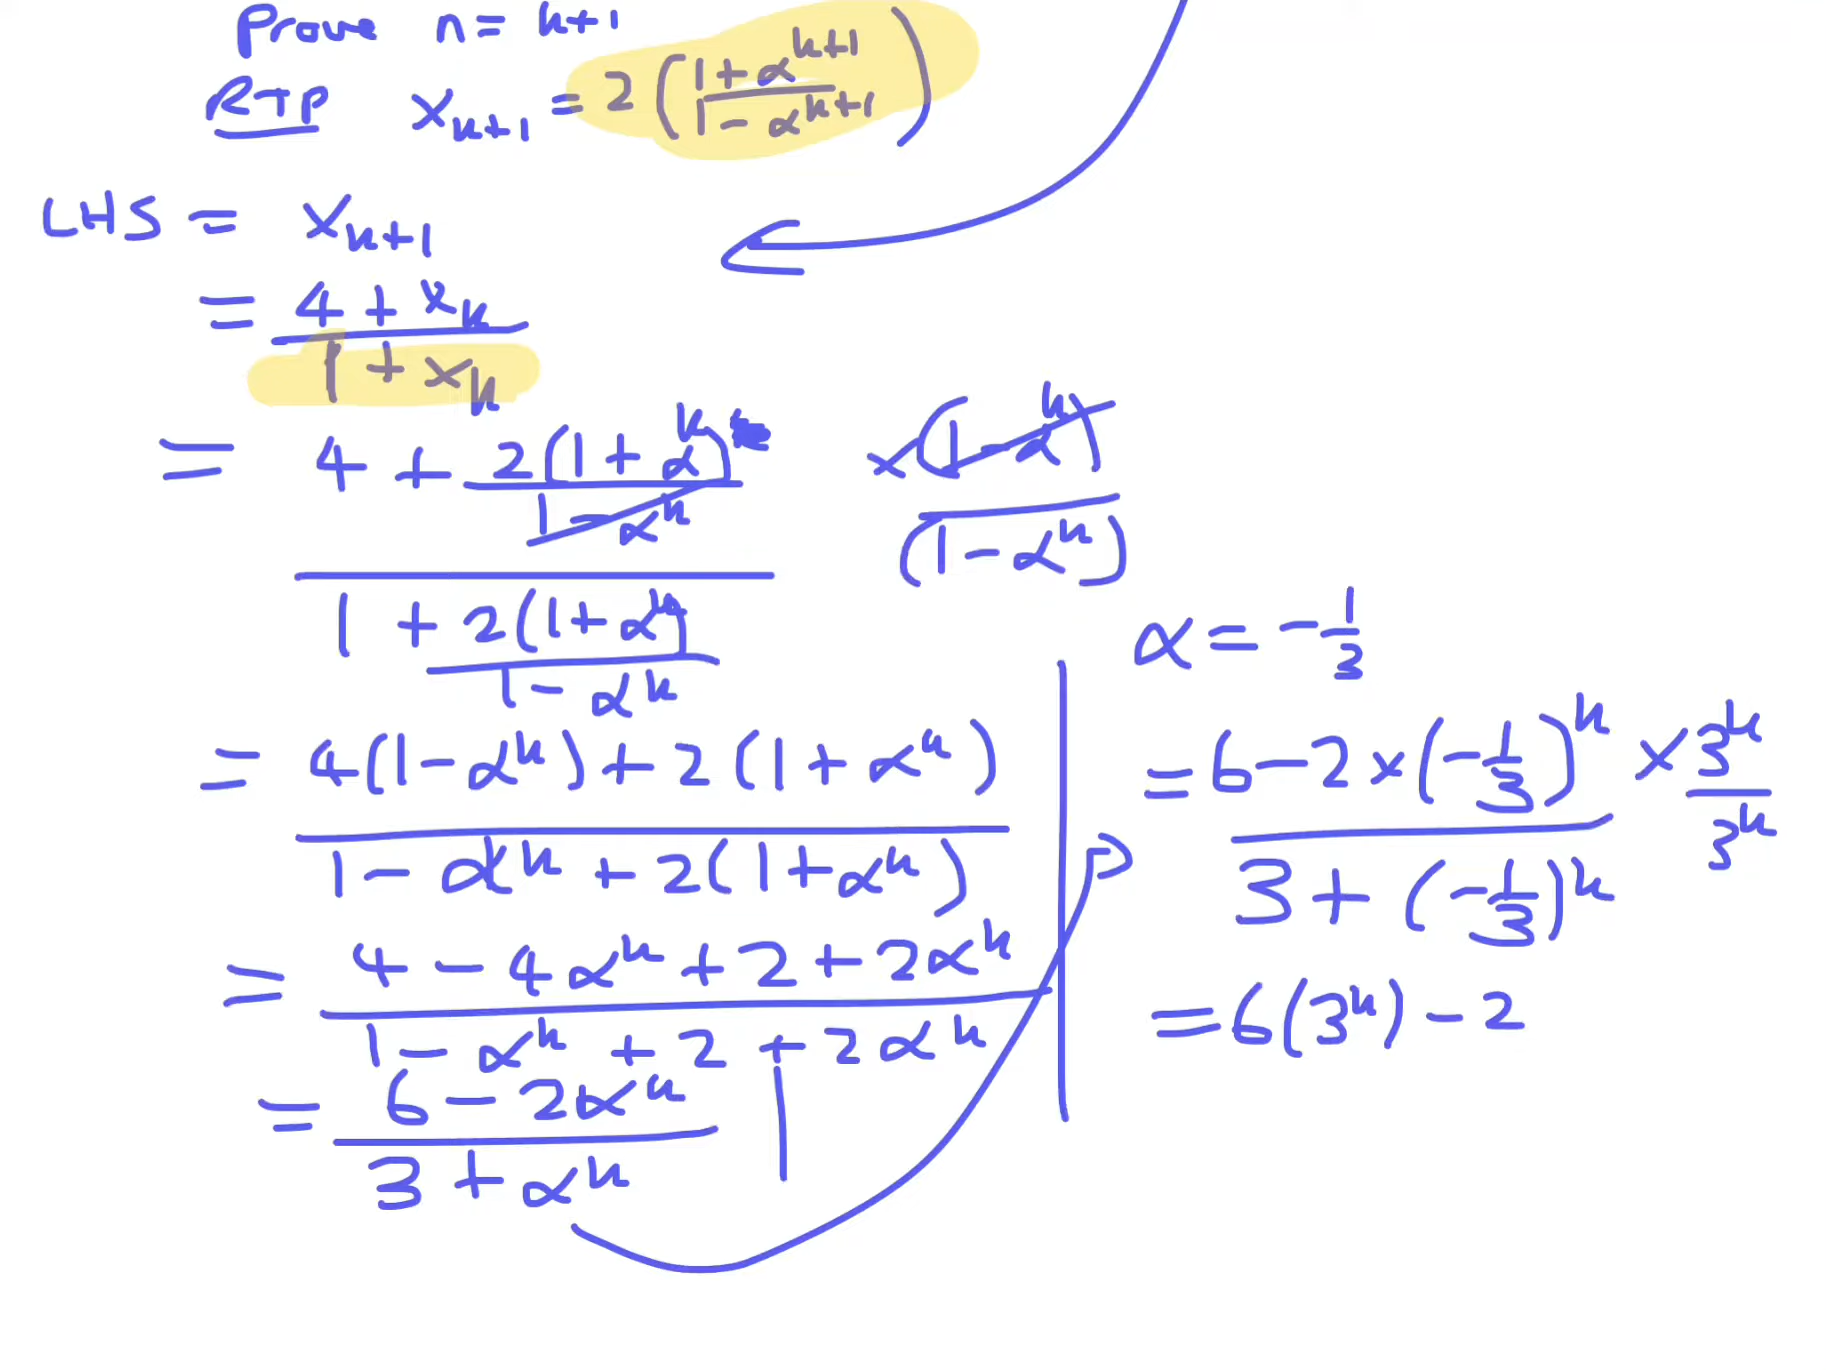 Prove n = k+1
RTP x_{k+1} = 2 ( (1 + α^{k+1}) / (1 - α^{k+1}) )
LHS = x_{k+1}
= (4 + x_k) / (1 + x_k)
= (4 + 2(1 + α^k) / (1 - α^k)) / (1 + 2(1 + α^k) / (1 - α^k)) × (1 - α^k) / (1 - α^k)
= (4(1 - α^k) + 2(1 + α^k)) / (1 - α^k + 2(1 + α^k))
= (4 - 4α^k + 2 + 2α^k) / (1 - α^k + 2 + 2α^k)
= (6 - 2α^k) / (3 + α^k)
α = -1/3
= (6 - 2 × (-1/3)^k) / (3 + (-1/3)^k) × 3^k / 3^k
= 6(3^k) - 2